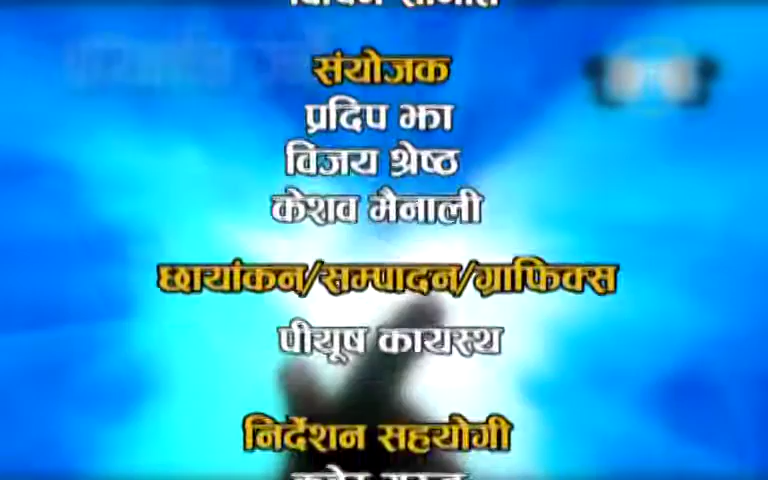 संयोजक
प्रदिप झा
विजय श्रेष्ठ
केशव मैनाली
छायांकन/सम्पादन/ग्राफिक्स
पीयूष कायस्थ
निर्देशन सहयोगी